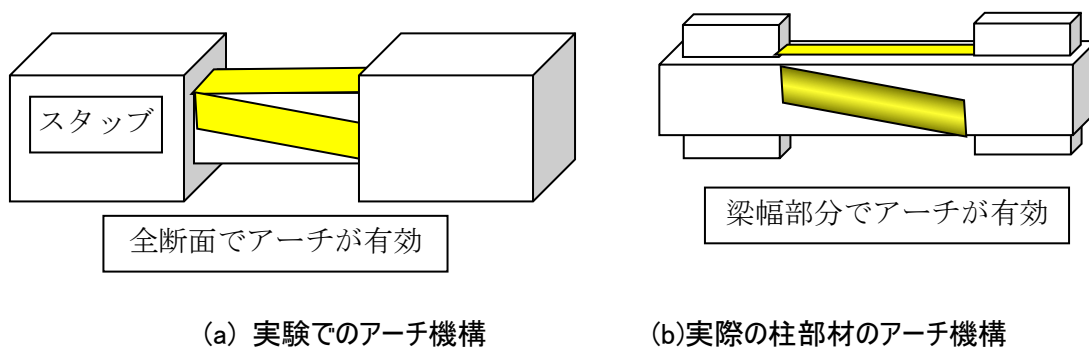 スタッブ
全断面でアーチが有効
梁幅部分でアーチが有効
(a) 実験でのアーチ機構
(b)実際の柱部材のアーチ機構